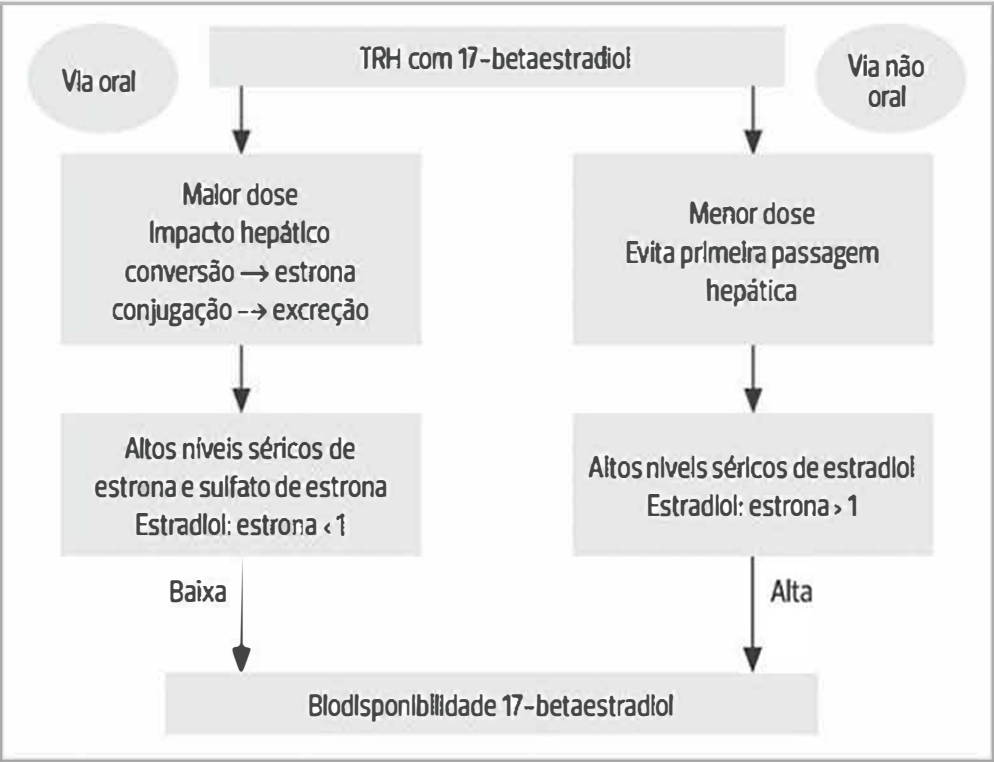 Via oral
TRH com 17-betaestradiol
Via não
oral
Maior dose
Impacto hepático
conversão → estrona
conjugação --> excreção
Menor dose
Evita primeira passagem
hepática
Altos níveis séricos de
estrona e sulfato de estrona
Estradiol: estrona < 1
Altos níveis séricos de estradiol
Estradiol: estrona > 1
Baixa
Alta
Biodisponibilidade 17-betaestradiol